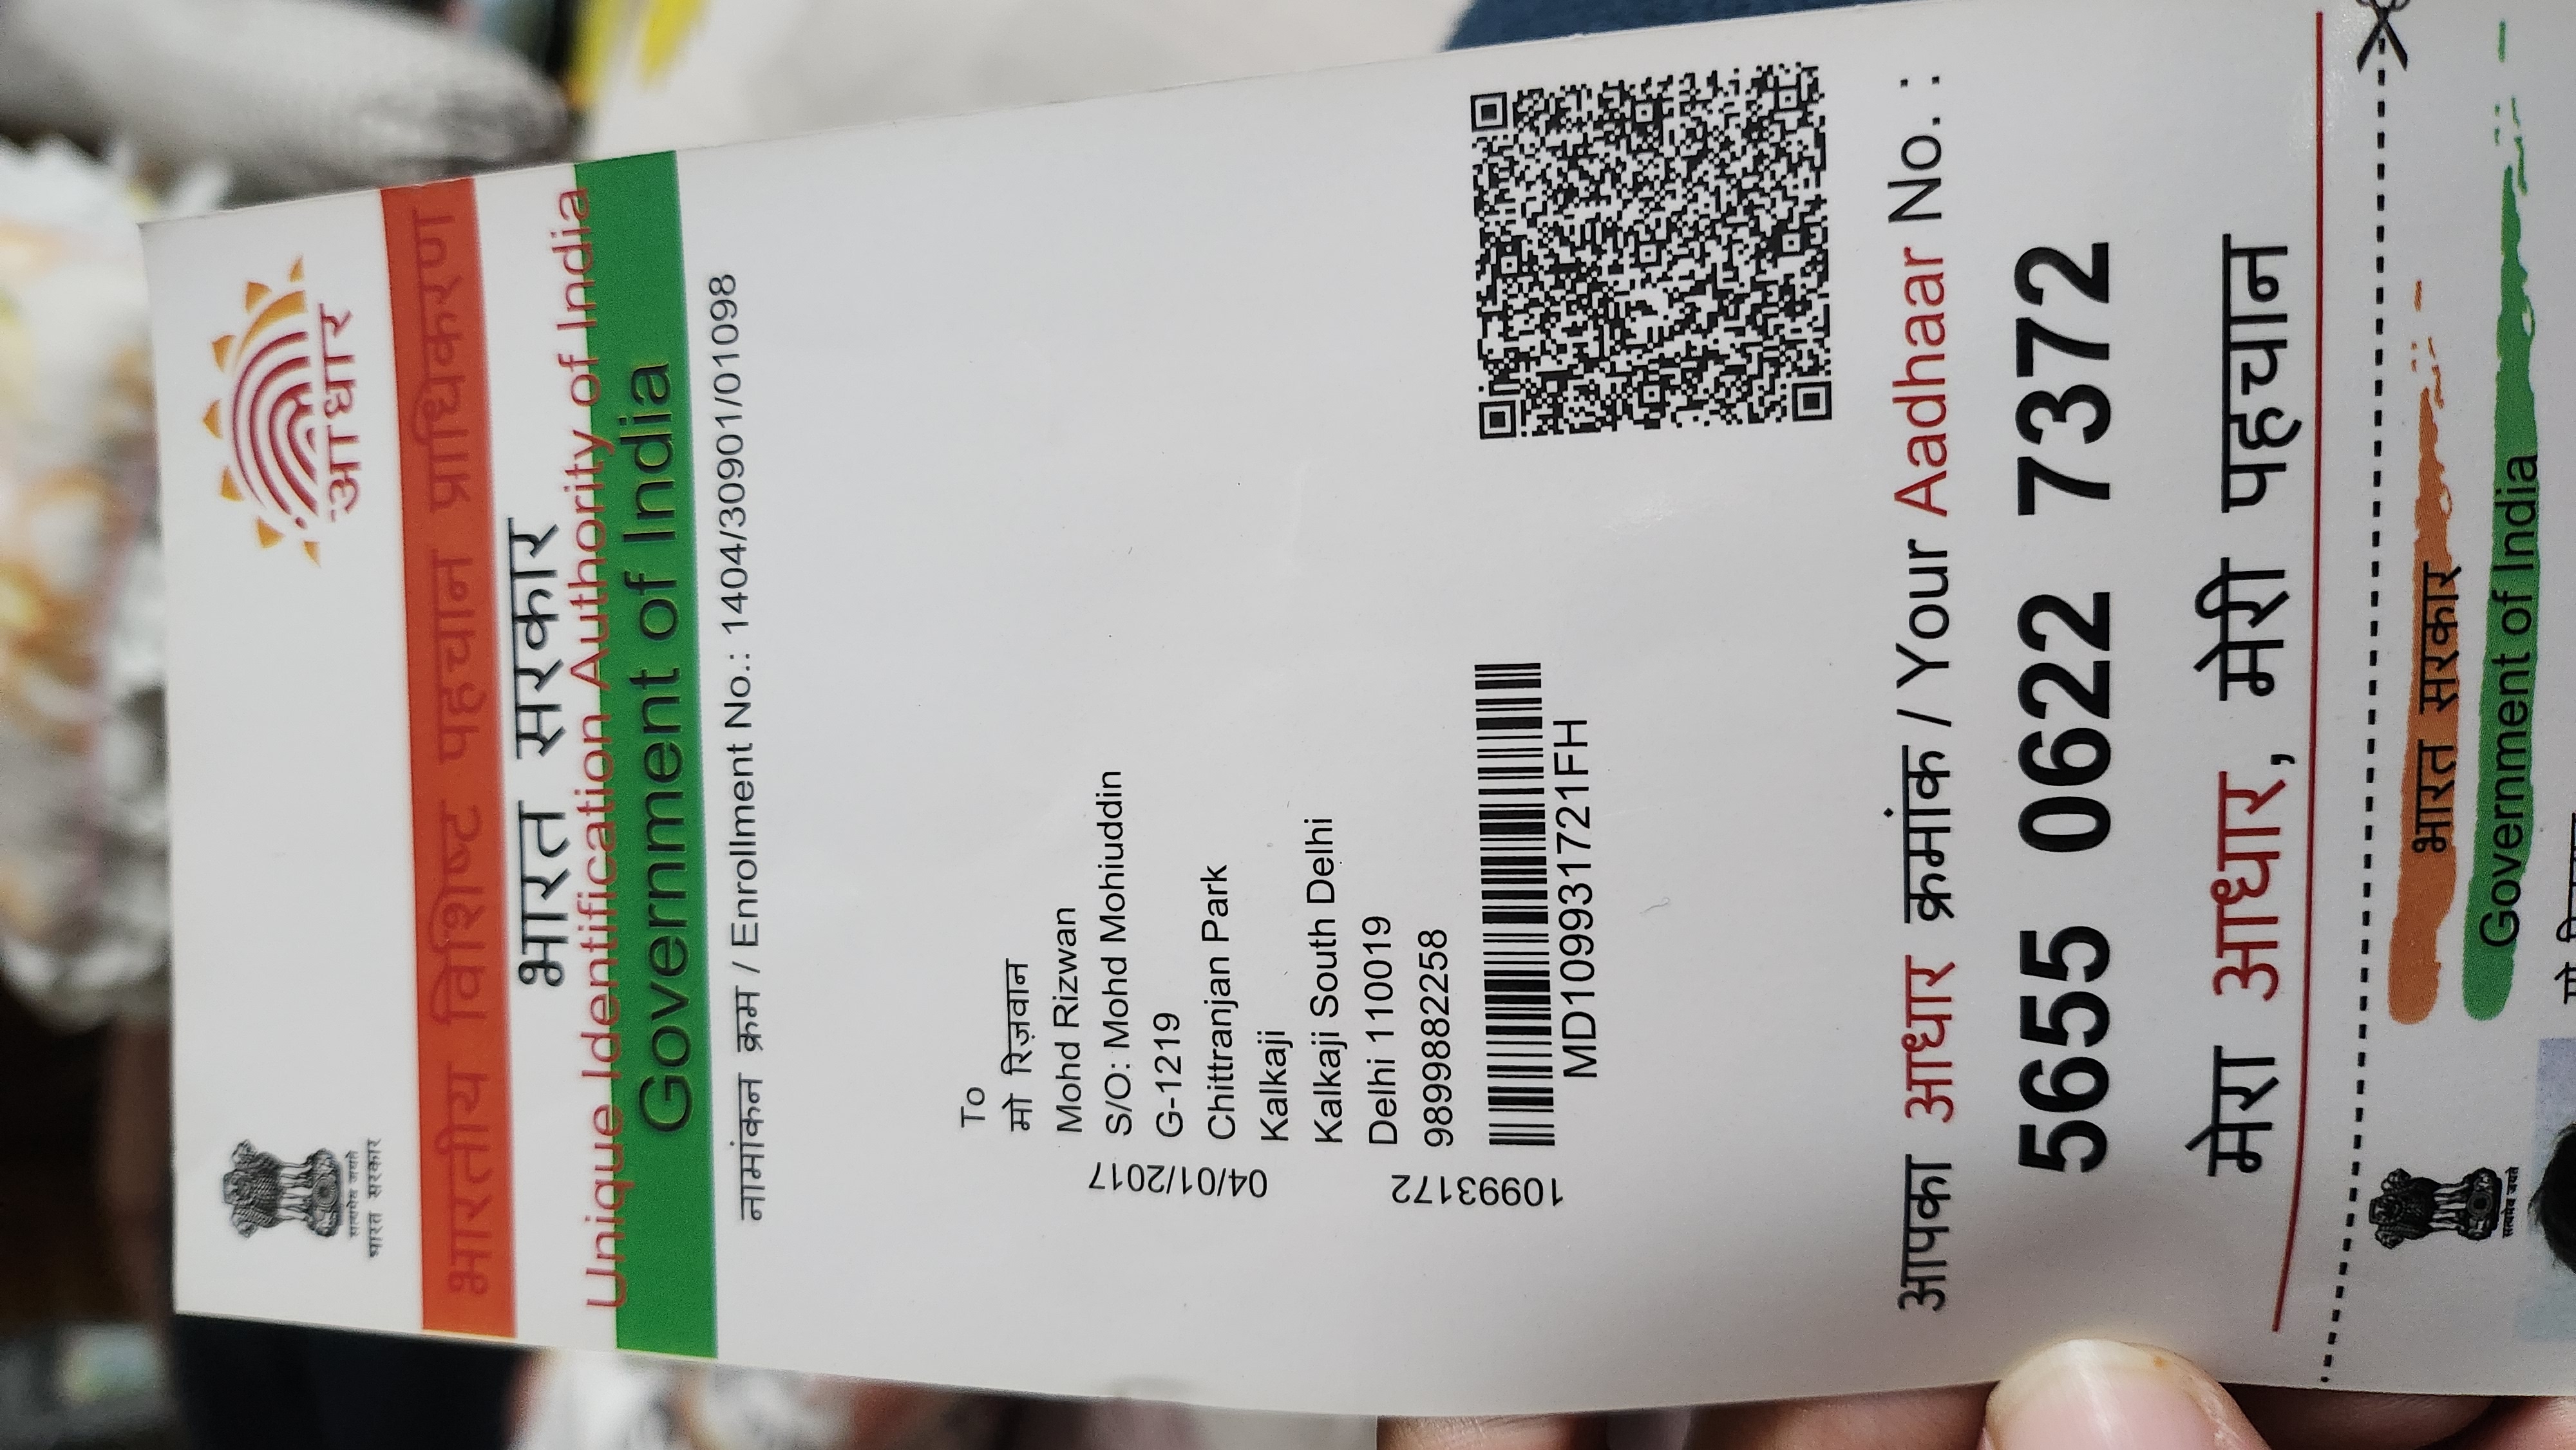 आधार
सत्यमेव जयते
भारत सरकार
भारतीय विशिष्ट पहचान प्राधिकरण
भारत सरकार
Unique Identification Authority of India
Government of India
नामांकन क्रम / Enrollment No.: 1404/30901/01098
To
मो रिज़वान
Mohd Rizwan
S/O: Mohd Mohiuddin
G-1219
Chittranjan Park
Kalkaji
Kalkaji South Delhi
Delhi 110019
9899882258
04/01/2017
10993172
MD109931721FH
आपका आधार क्रमांक / Your Aadhaar No. :
5655 0622 7372
मेरा आधार, मेरी पहचान
सत्यमेव जयते
भारत सरकार
Government of India